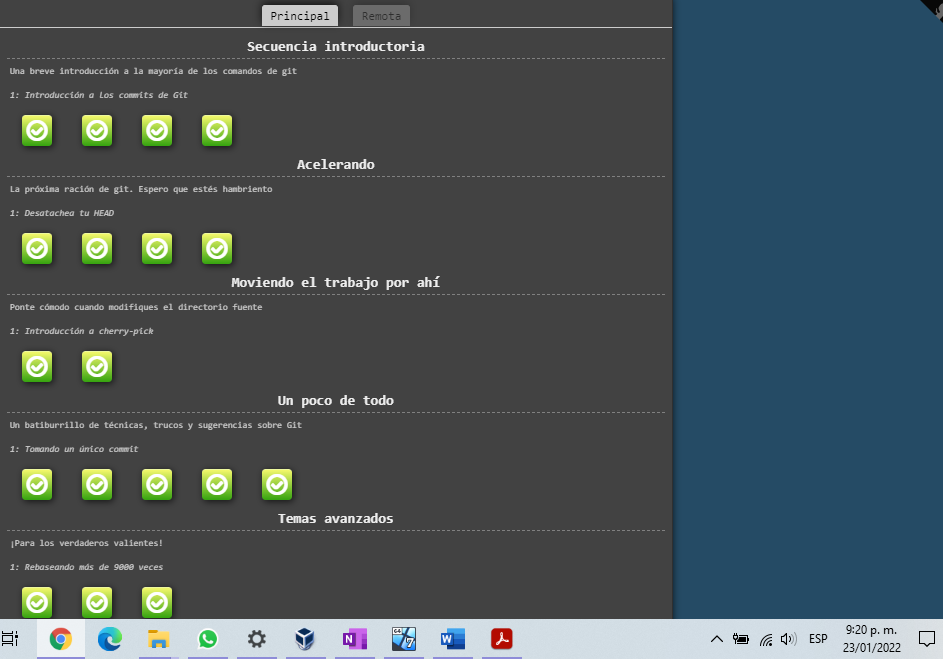 Principal
Remota
Secuencia introductoria
Una breve introducción a la mayoría de los comandos de git
1: Introducción a los commits de Git
Acelerando
La próxima ración de git. Espero que estés hambriento
1: Desatachea tu HEAD
Moviendo el trabajo por ahí
Ponte cómodo cuando modifiques el directorio fuente
1: Introducción a cherry-pick
Un poco de todo
Un batiburrillo de técnicas, trucos y sugerencias sobre Git
1: Tomando un único commit
Temas avanzados
¡Para los verdaderos valientes!
1: Rebaseando más de 9000 veces
N
64
W
ESP
9:20 p. m.
23/01/2022